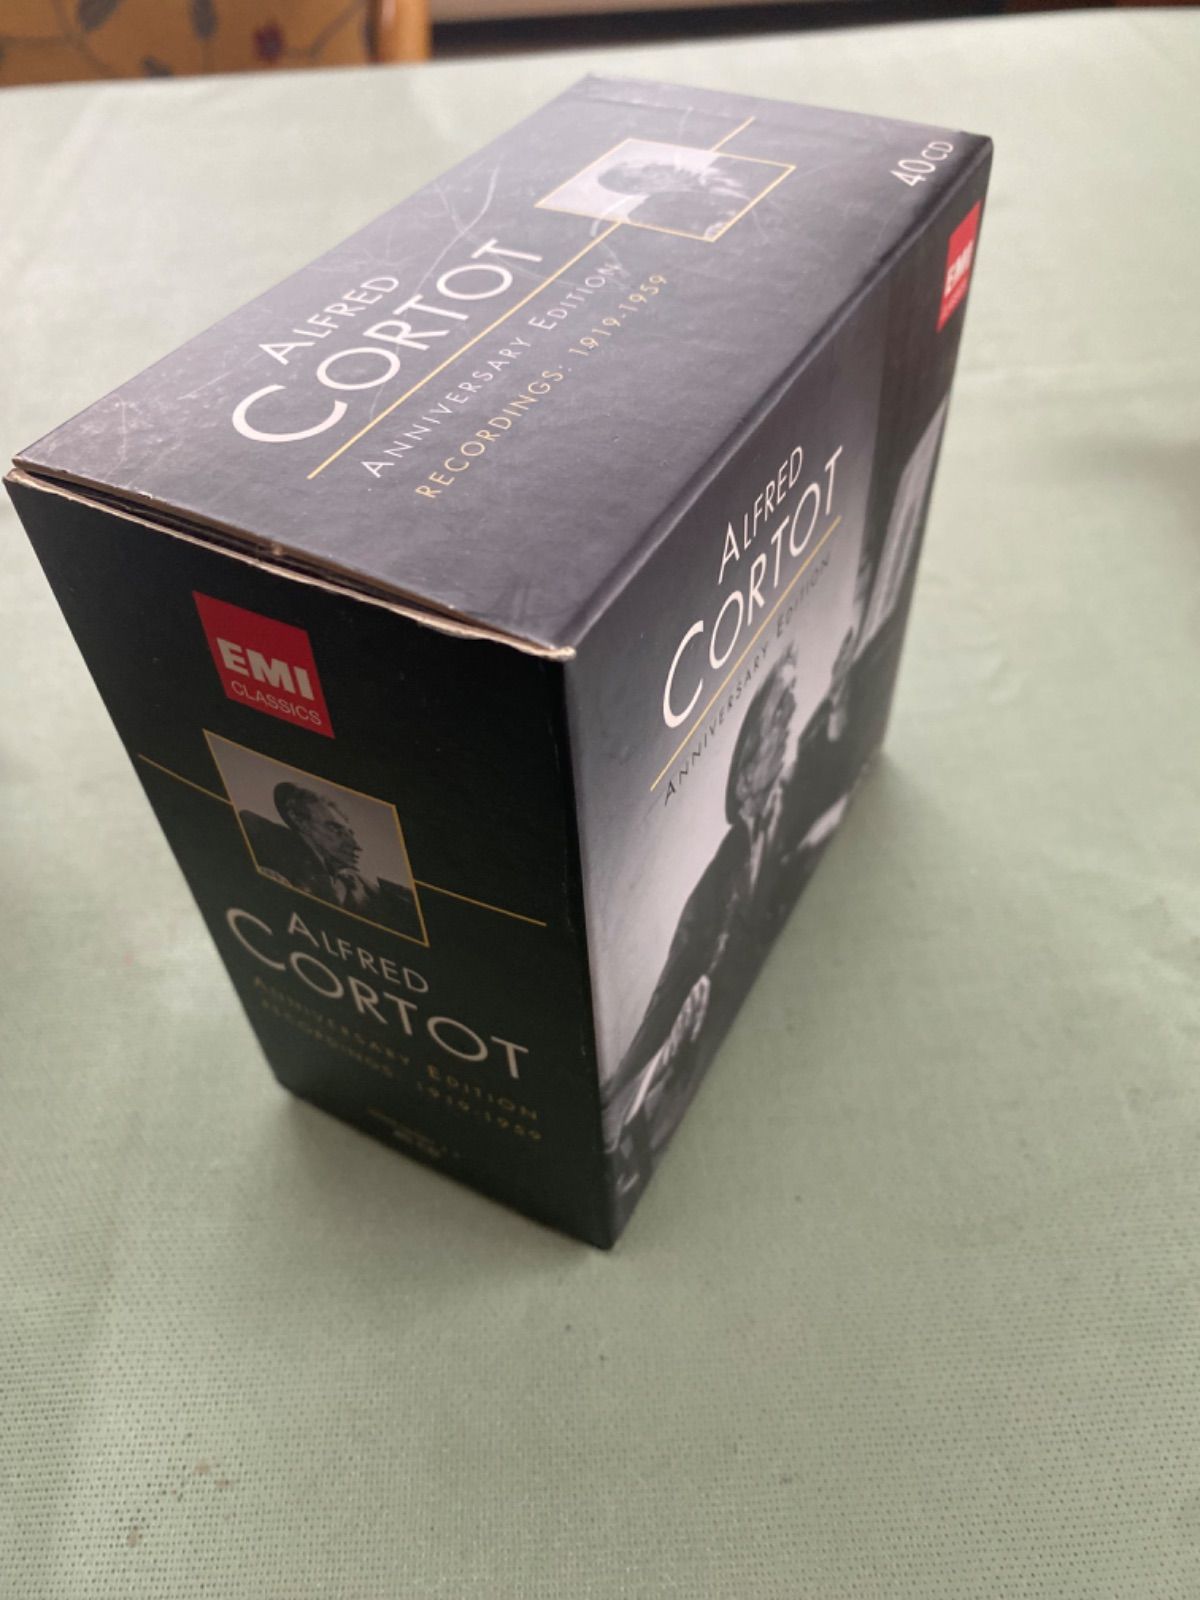 ALFRED
CORTOT
ANNIVERSARY EDITION
RECORDINGS: 1919-1959
40CD
EMI
ALFRED
CORTOT
ANNIVERSARY EDITION
EMI
CLASSICS
ALFRED
CORTOT
ANNIVERSARY EDITION
RECORDINGS: 1919-1959